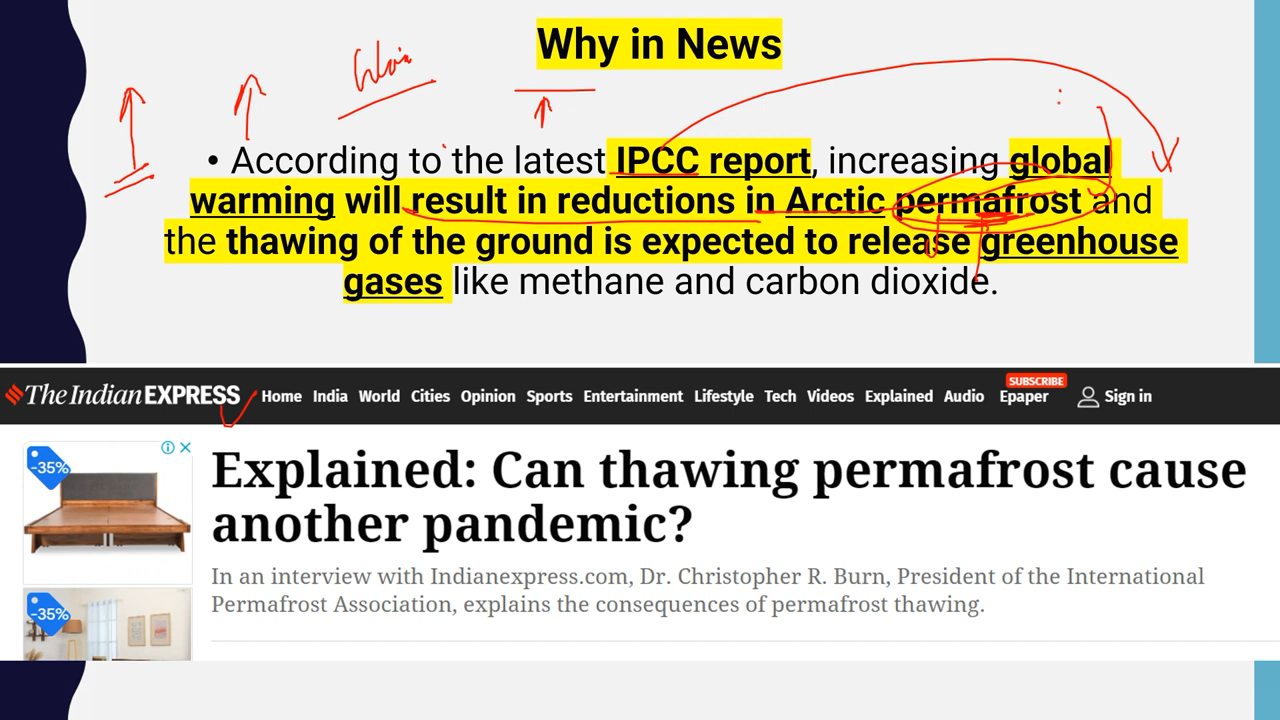 Why in News
• According to the latest IPCC report, increasing global
warming will result in reductions in Arctic permafrost and
the thawing of the ground is expected to release greenhouse
gases like methane and carbon dioxide.
The Indian EXPRESS Home India World Cities Opinion Sports Entertainment Lifestyle Tech Videos Explained Audio Epaper SUBSCRIBE Sign in
-35%
Explained: Can thawing permafrost cause
another pandemic?
In an interview with Indianexpress.com, Dr. Christopher R. Burn, President of the International
Permafrost Association, explains the consequences of permafrost thawing.
-35%